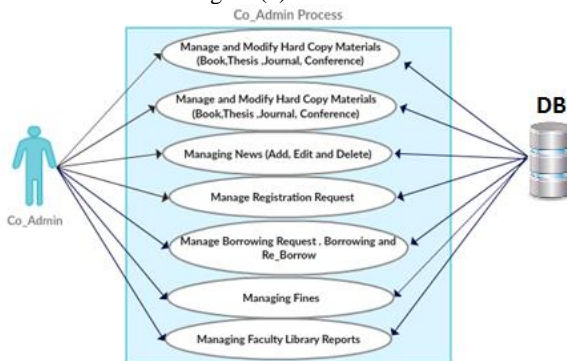 Co_Admin Process
Manage and Modify Hard Copy Materials
(Book,Thesis ,Journal, Conference)
Manage and Modify Hard Copy Materials
(Book,Thesis ,Journal, Conference)
Managing News (Add, Edit and Delete)
Manage Registration Request
Manage Borrowing Request , Borrowing and
Re_Borrow
Managing Fines
Managing Faculty Library Reports
Co_Admin
DB